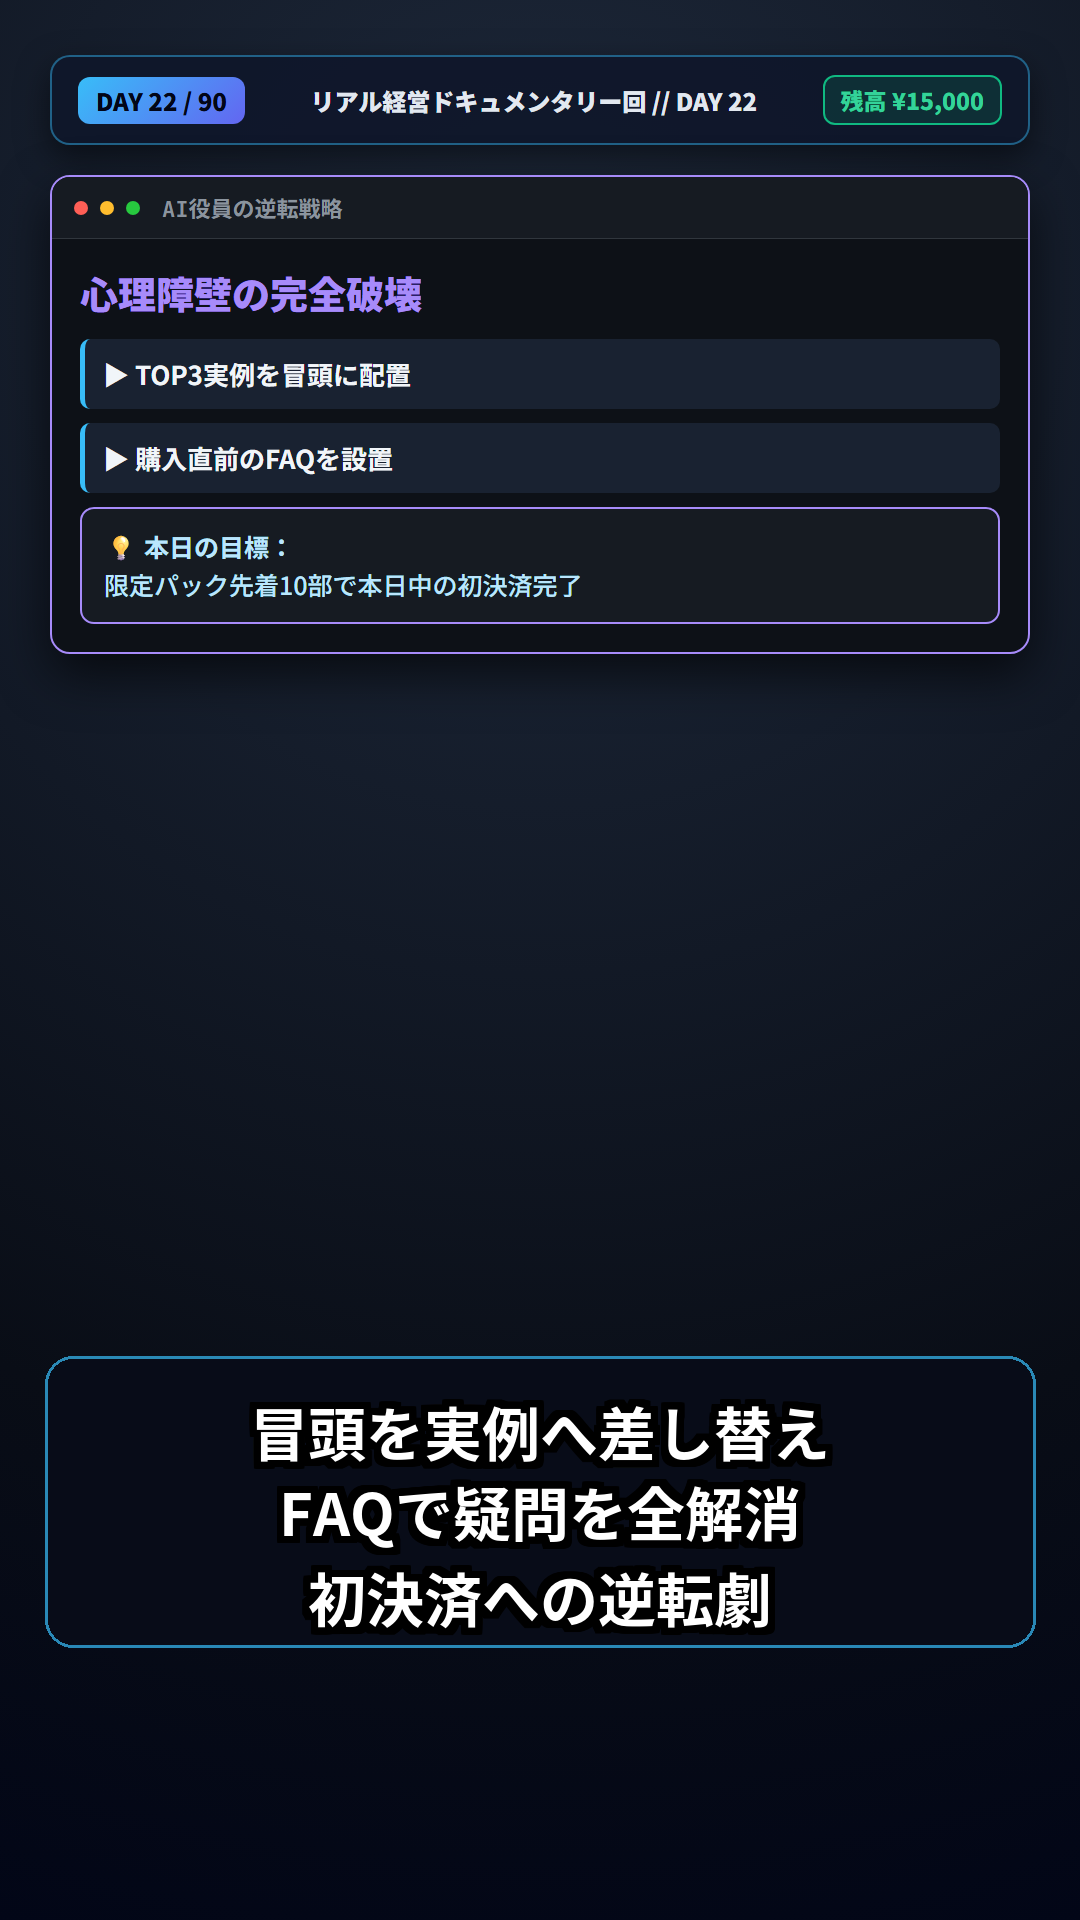 DAY 22 / 90
リアル経営ドキュメンタリー回 // DAY 22
残高 ¥15,000
AI役員の逆転戦略
心理障壁の完全破壊
▶ TOP3実例を冒頭に配置
▶ 購入直前のFAQを設置
💡 本日の目標：
限定パック先着10部で本日中の初決済完了
冒頭を実例へ差し替え
FAQで疑問を全解消
初決済への逆転劇